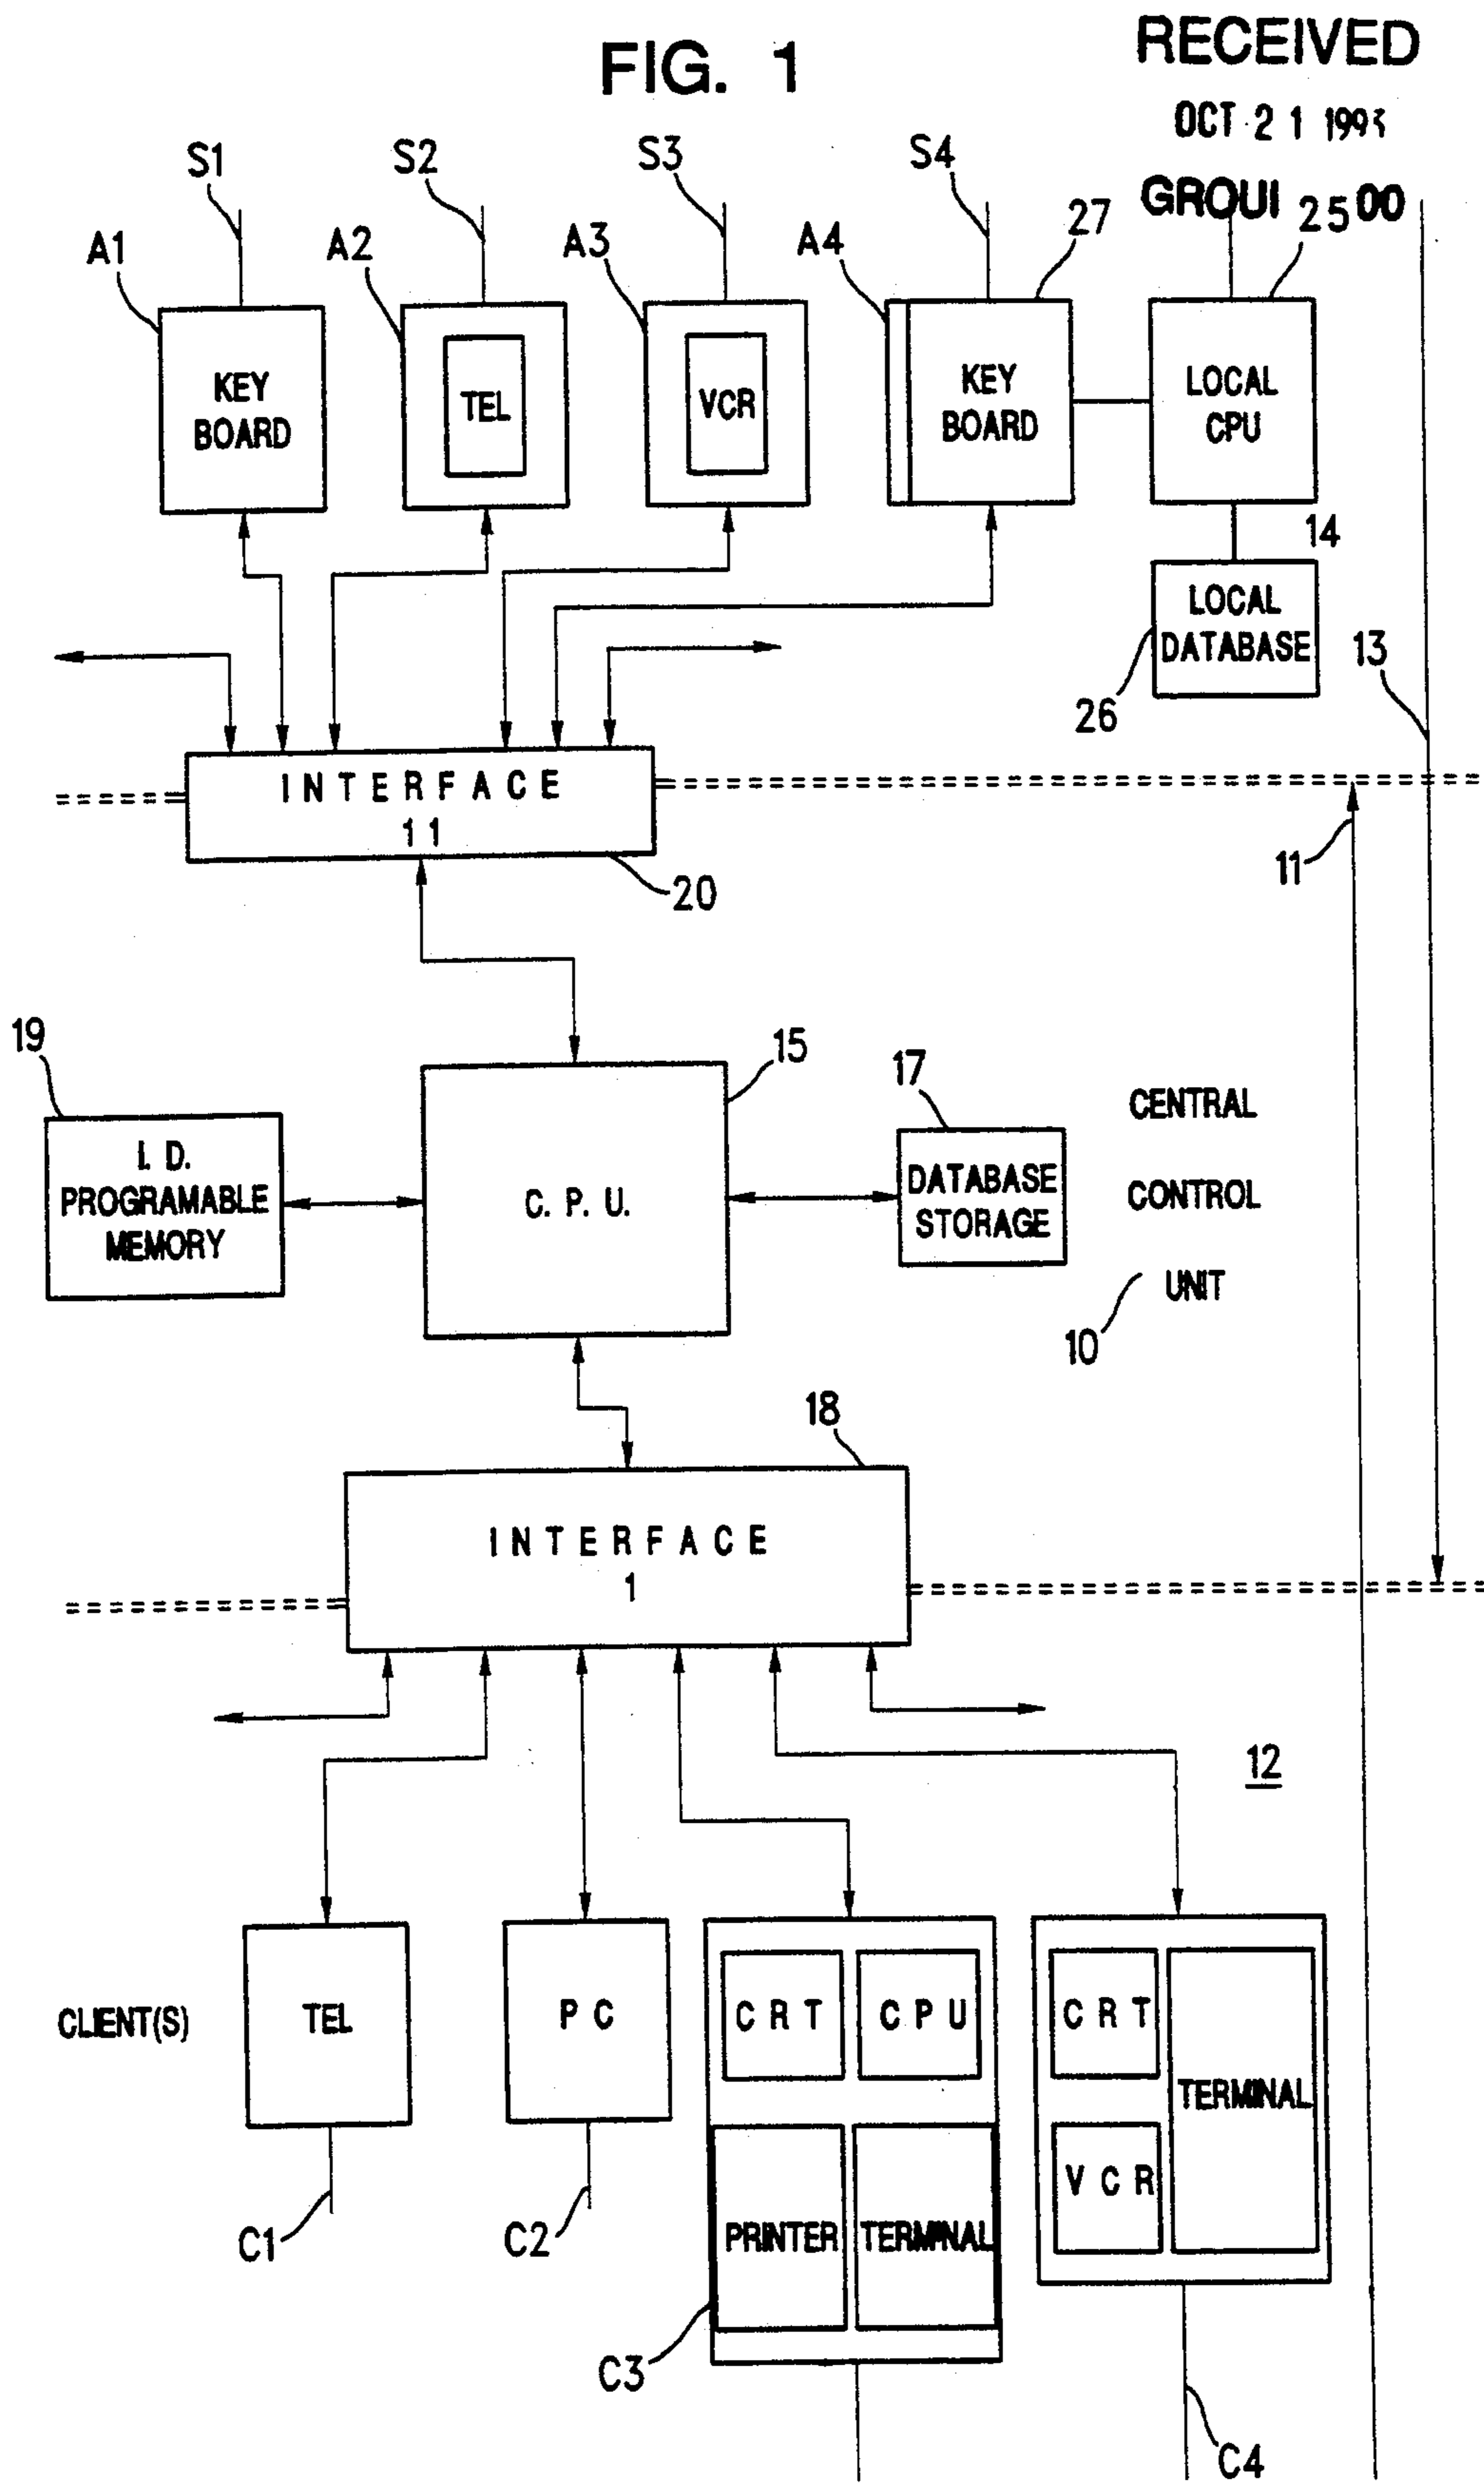 FIG. 1
RECEIVED
OCT 21 1993
S1
S2
S3
S4
27
25
00
A1
A2
A3
A4
KEY
BOARD
TEL
VCR
KEY
BOARD
LOCAL
CPU
14
LOCAL
DATABASE
26
13
INTERFACE
11
20
11
19
15
17
I. D.
PROGRAMABLE
MEMORY
C. P. U.
DATABASE
STORAGE
CENTRAL
CONTROL
UNIT
10
18
INTERFACE
1
12
CLIENT(S)
TEL
PC
CRT
CPU
PRINTER
TERMINAL
CRT
TERMINAL
VCR
C1
C2
C3
C4